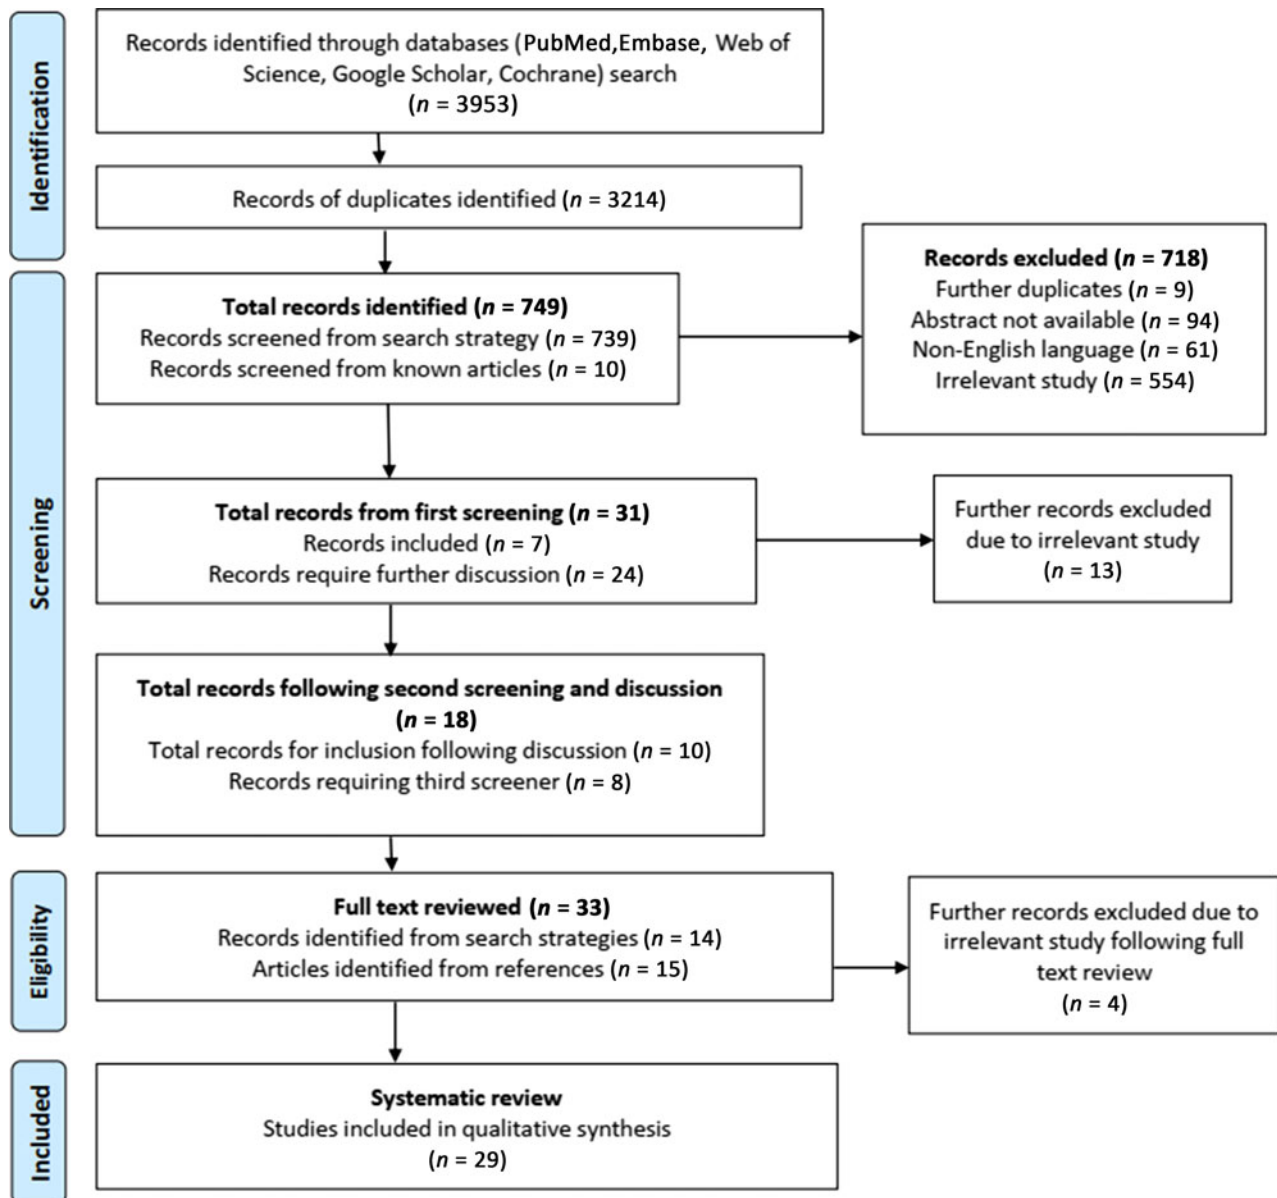 Identification
Records identified through databases (PubMed,Embase, Web of
Science, Google Scholar, Cochrane) search
(n = 3953)
Records of duplicates identified (n = 3214)
Screening
Total records identified (n = 749)
Records screened from search strategy (n = 739)
Records screened from known articles (n = 10)
Records excluded (n = 718)
Further duplicates (n = 9)
Abstract not available (n = 94)
Non-English language (n = 61)
Irrelevant study (n = 554)
Total records from first screening (n = 31)
Records included (n = 7)
Records require further discussion (n = 24)
Further records excluded
due to irrelevant study
(n = 13)
Total records following second screening and discussion
(n = 18)
Total records for inclusion following discussion (n = 10)
Records requiring third screener (n = 8)
Eligibility
Full text reviewed (n = 33)
Records identified from search strategies (n = 14)
Articles identified from references (n = 15)
Further records excluded due to
irrelevant study following full
text review
(n = 4)
Included
Systematic review
Studies included in qualitative synthesis
(n = 29)